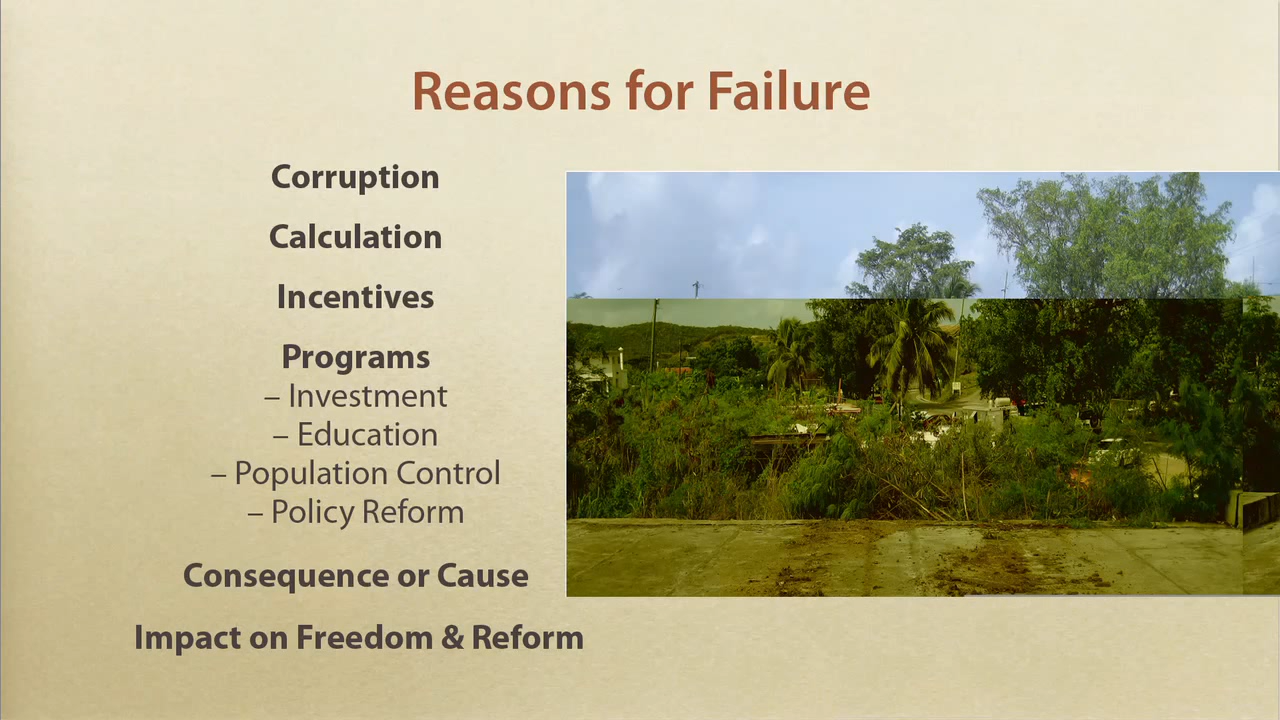 Reasons for Failure
Corruption
Calculation
Incentives
Programs
– Investment
– Education
– Population Control
– Policy Reform
Consequence or Cause
Impact on Freedom & Reform